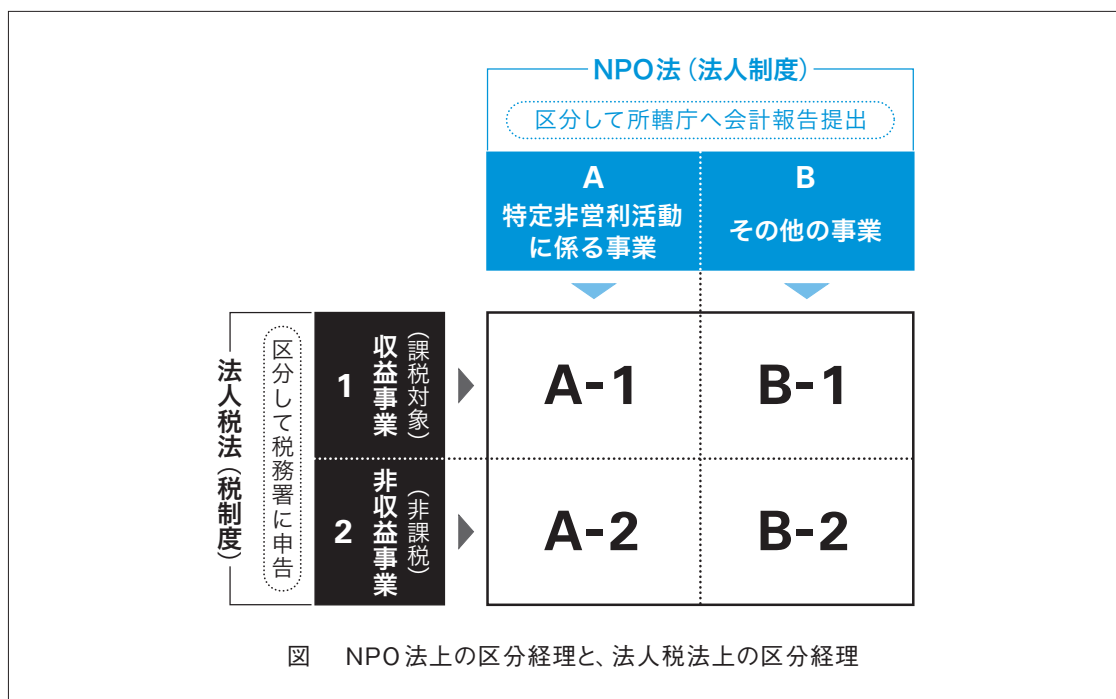 NPO法（法人制度）
区分して所轄庁へ会計報告提出
A
特定非営利活動
に係る事業
B
その他の事業
法人税法（税制度）
区分して税務署に申告
1
収益事業
（課税対象）
A-1
B-1
2
非収益事業
（非課税）
A-2
B-2
図　NPO法上の区分経理と、法人税法上の区分経理